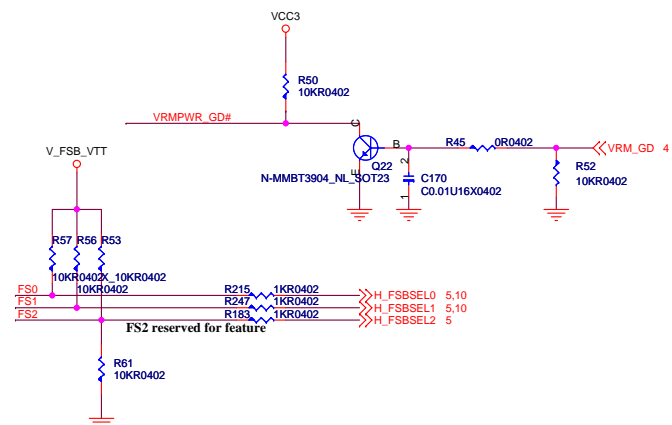 VCC3
R50
10KR0402
VRMPWR_GD#
C
B
E
Q22
N-MMBT3904_NL_SOT23
R45
0R0402
VRM_GD 4
2
1
C170
C0.01U16X0402
R52
10KR0402
V_FSB_VTT
R57
R56
R53
10KR0402
X_10KR0402
10KR0402
FS0
R215
1KR0402
H_FSBSEL0 5,10
FS1
R247
1KR0402
H_FSBSEL1 5,10
FS2
R183
1KR0402
H_FSBSEL2 5
FS2 reserved for feature
R61
10KR0402